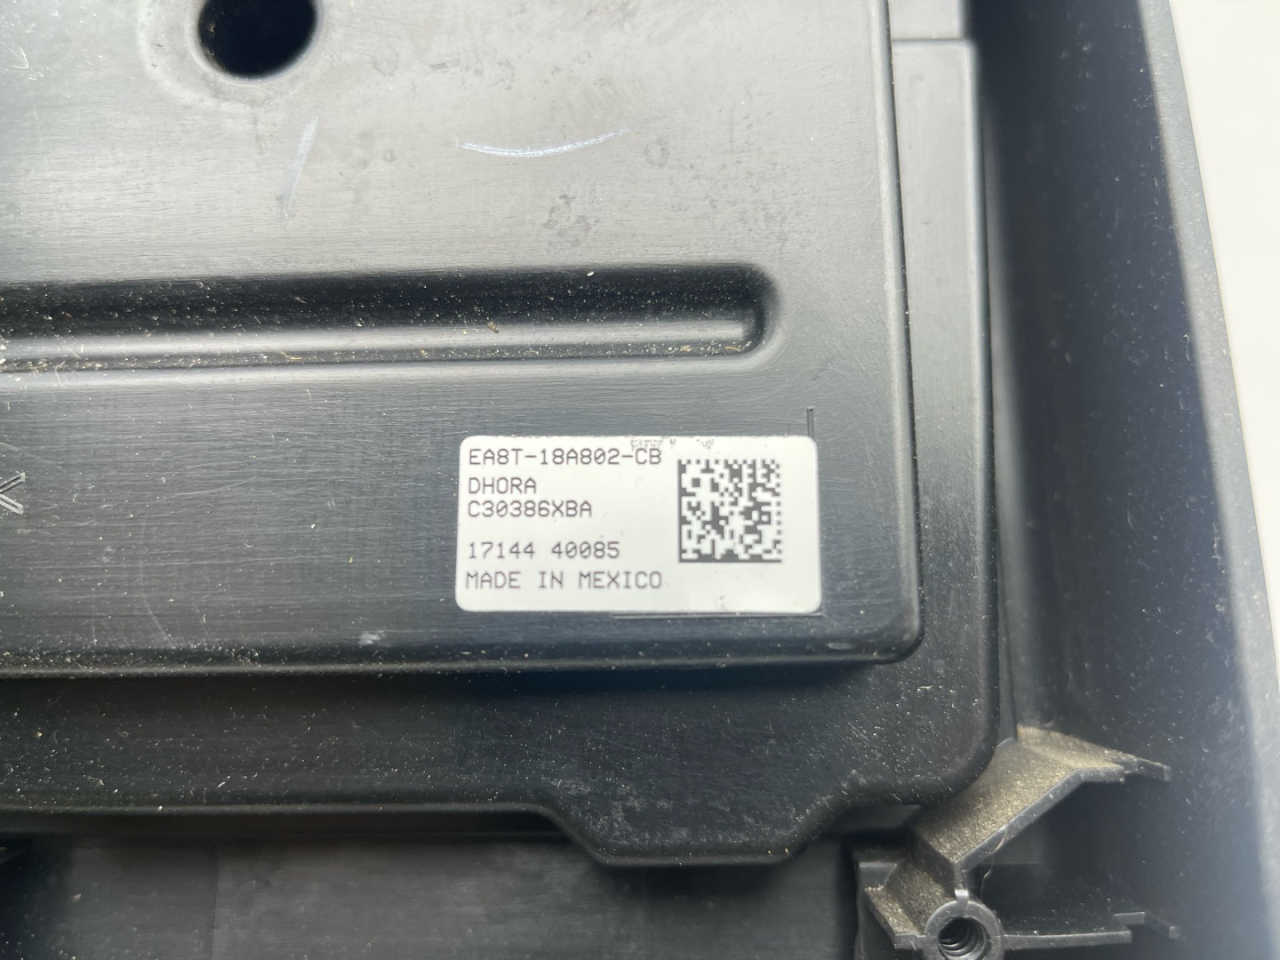 EA8T-18A802-CB
DHORA
C30386XBA
17144 40085
MADE IN MEXICO